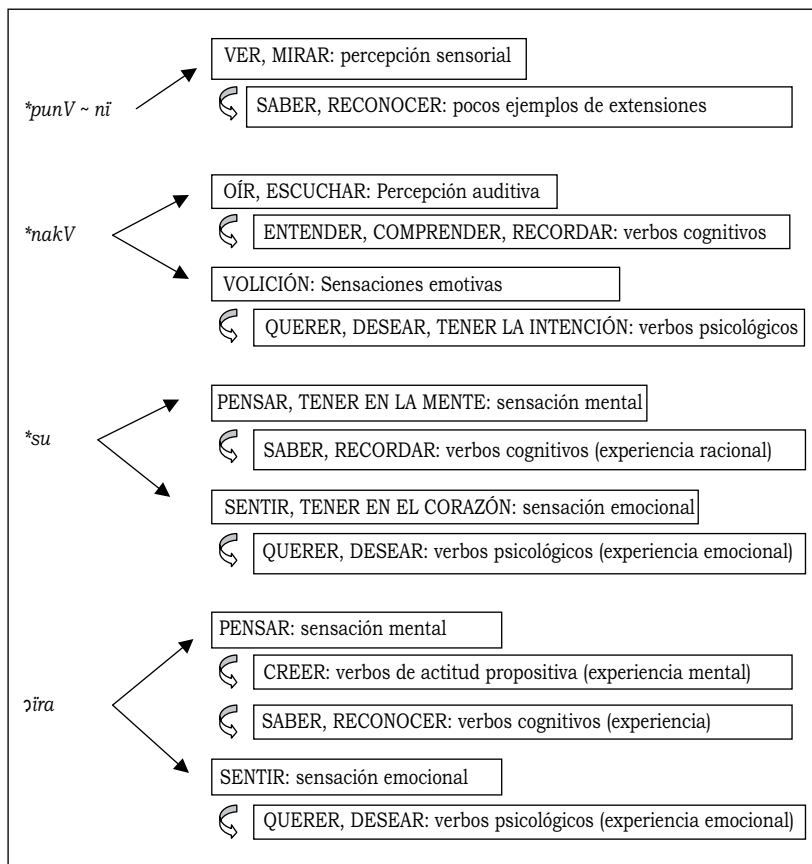 VER, MIRAR: percepción sensorial
*punV ~ nï
SABER, RECONOCER: pocos ejemplos de extensiones
OÍR, ESCUCHAR: Percepción auditiva
*nakV
ENTENDER, COMPRENDER, RECORDAR: verbos cognitivos
VOLICIÓN: Sensaciones emotivas
QUERER, DESEAR, TENER LA INTENCIÓN: verbos psicológicos
PENSAR, TENER EN LA MENTE: sensación mental
*su
SABER, RECORDAR: verbos cognitivos (experiencia racional)
SENTIR, TENER EN EL CORAZÓN: sensación emocional
QUERER, DESEAR: verbos psicológicos (experiencia emocional)
PENSAR: sensación mental
CREER: verbos de actitud propositiva (experiencia mental)
ɔïra
SABER, RECONOCER: verbos cognitivos (experiencia)
SENTIR: sensación emocional
QUERER, DESEAR: verbos psicológicos (experiencia emocional)